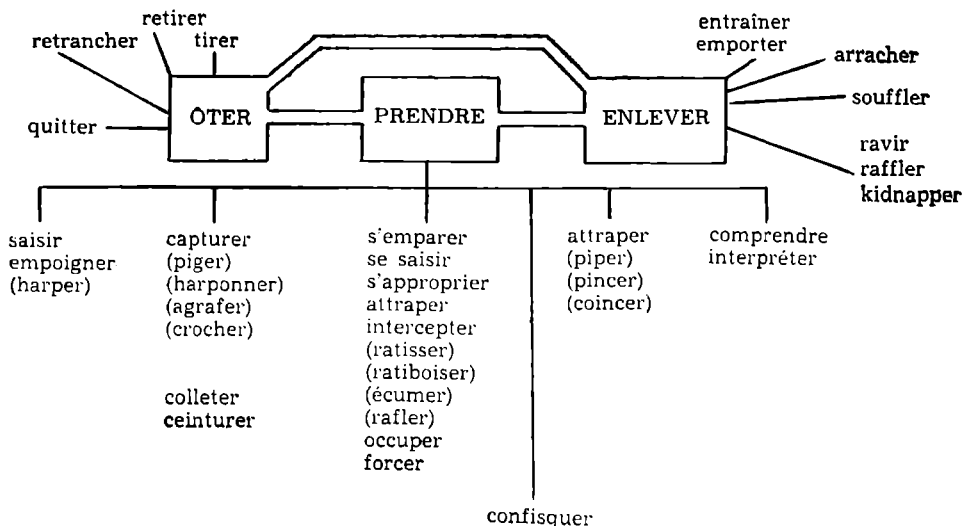 retirer
retrancher
tirer
quitter
ÔTER
PRENDRE
ENLEVER
entraîner
emporter
arracher
souffler
ravir
raffler
kidnapper
saisir
empoigner
(harper)
capturer
(piger)
(harponner)
(agrafer)
(crocher)
colleter
ceinturer
s'emparer
se saisir
s'approprier
attraper
intercepter
(ratisser)
(ratiboiser)
(écumer)
(rafler)
occuper
forcer
confisquer
attraper
(piper)
(pincer)
(coincer)
comprendre
interpréter